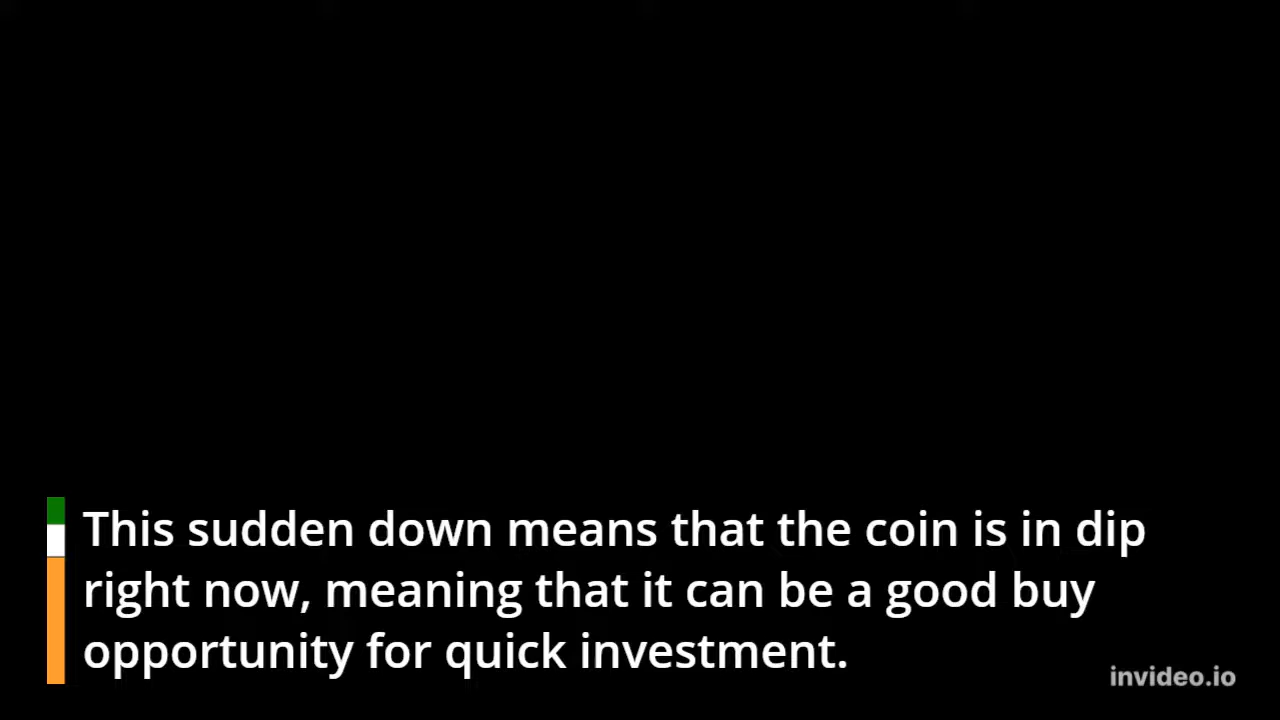 This sudden down means that the coin is in dip
right now, meaning that it can be a good buy
opportunity for quick investment.
invideo.io